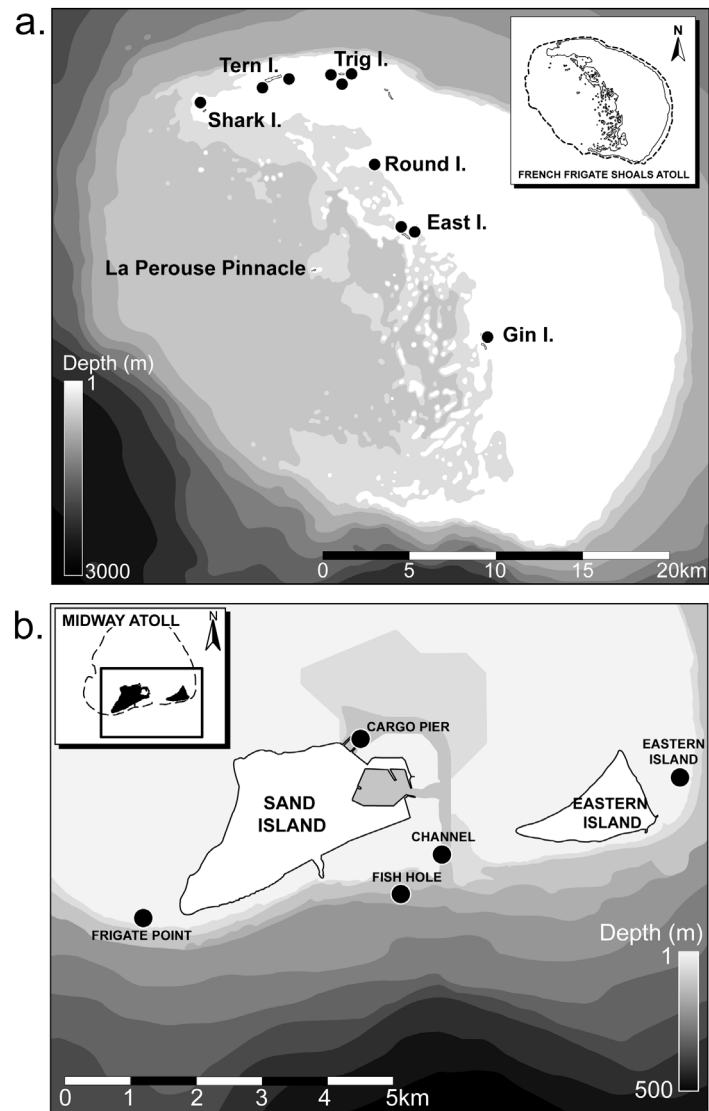 a.
N
FRENCH FRIGATE SHOALS ATOLL
Tern I.
Trig I.
Shark I.
Round I.
East I.
La Perouse Pinnacle
Gin I.
Depth (m)
1
3000
0 5 10 15 20km
b.
MIDWAY ATOLL
N
CARGO PIER
EASTERN
ISLAND
SAND
ISLAND
EASTERN
ISLAND
CHANNEL
FISH HOLE
FRIGATE POINT
Depth (m)
1
500
0 1 2 3 4 5km